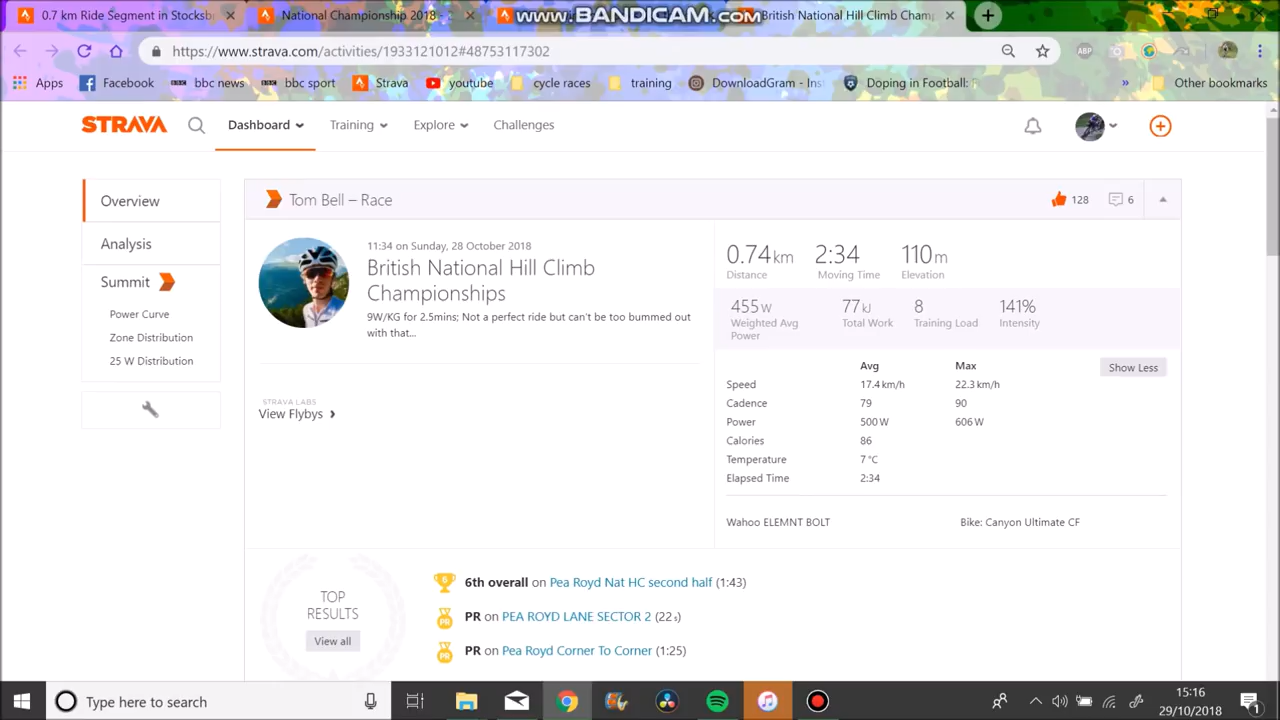 0.7 km Ride Segment in Stocksb
National Championship 2018 -
www.BANDICAM.com
British National Hill Climb Cham
https://www.strava.com/activities/1933121012#48753117302
ABP
Apps
Facebook
bbc news
bbc sport
Strava
youtube
cycle races
training
DownloadGram - Ins
Doping in Football:
»
Other bookmarks
STRAVA
Dashboard
Training
Explore
Challenges
Overview
Analysis
Summit
Power Curve
Zone Distribution
25 W Distribution
Tom Bell – Race
128
6
11:34 on Sunday, 28 October 2018
British National Hill Climb
Championships
9W/KG for 2.5mins; Not a perfect ride but can't be too bummed out
with that...
STRAVA LABS
View Flybys
0.74km 2:34 110m
Distance Moving Time Elevation
455W 77kJ 8 141%
Weighted Avg Total Work Training Load Intensity
Power
Avg Max
Show Less
Speed 17.4km/h 22.3km/h
Cadence 79 90
Power 500W 606W
Calories 86
Temperature 7 °C
Elapsed Time 2:34
Wahoo ELEMNT BOLT Bike: Canyon Ultimate CF
TOP
RESULTS
View all
6
6th overall on Pea Royd Nat HC second half (1:43)
PR
PR on PEA ROYD LANE SECTOR 2 (22s)
PR
PR on Pea Royd Corner To Corner (1:25)
Type here to search
15:16
29/10/2018
1